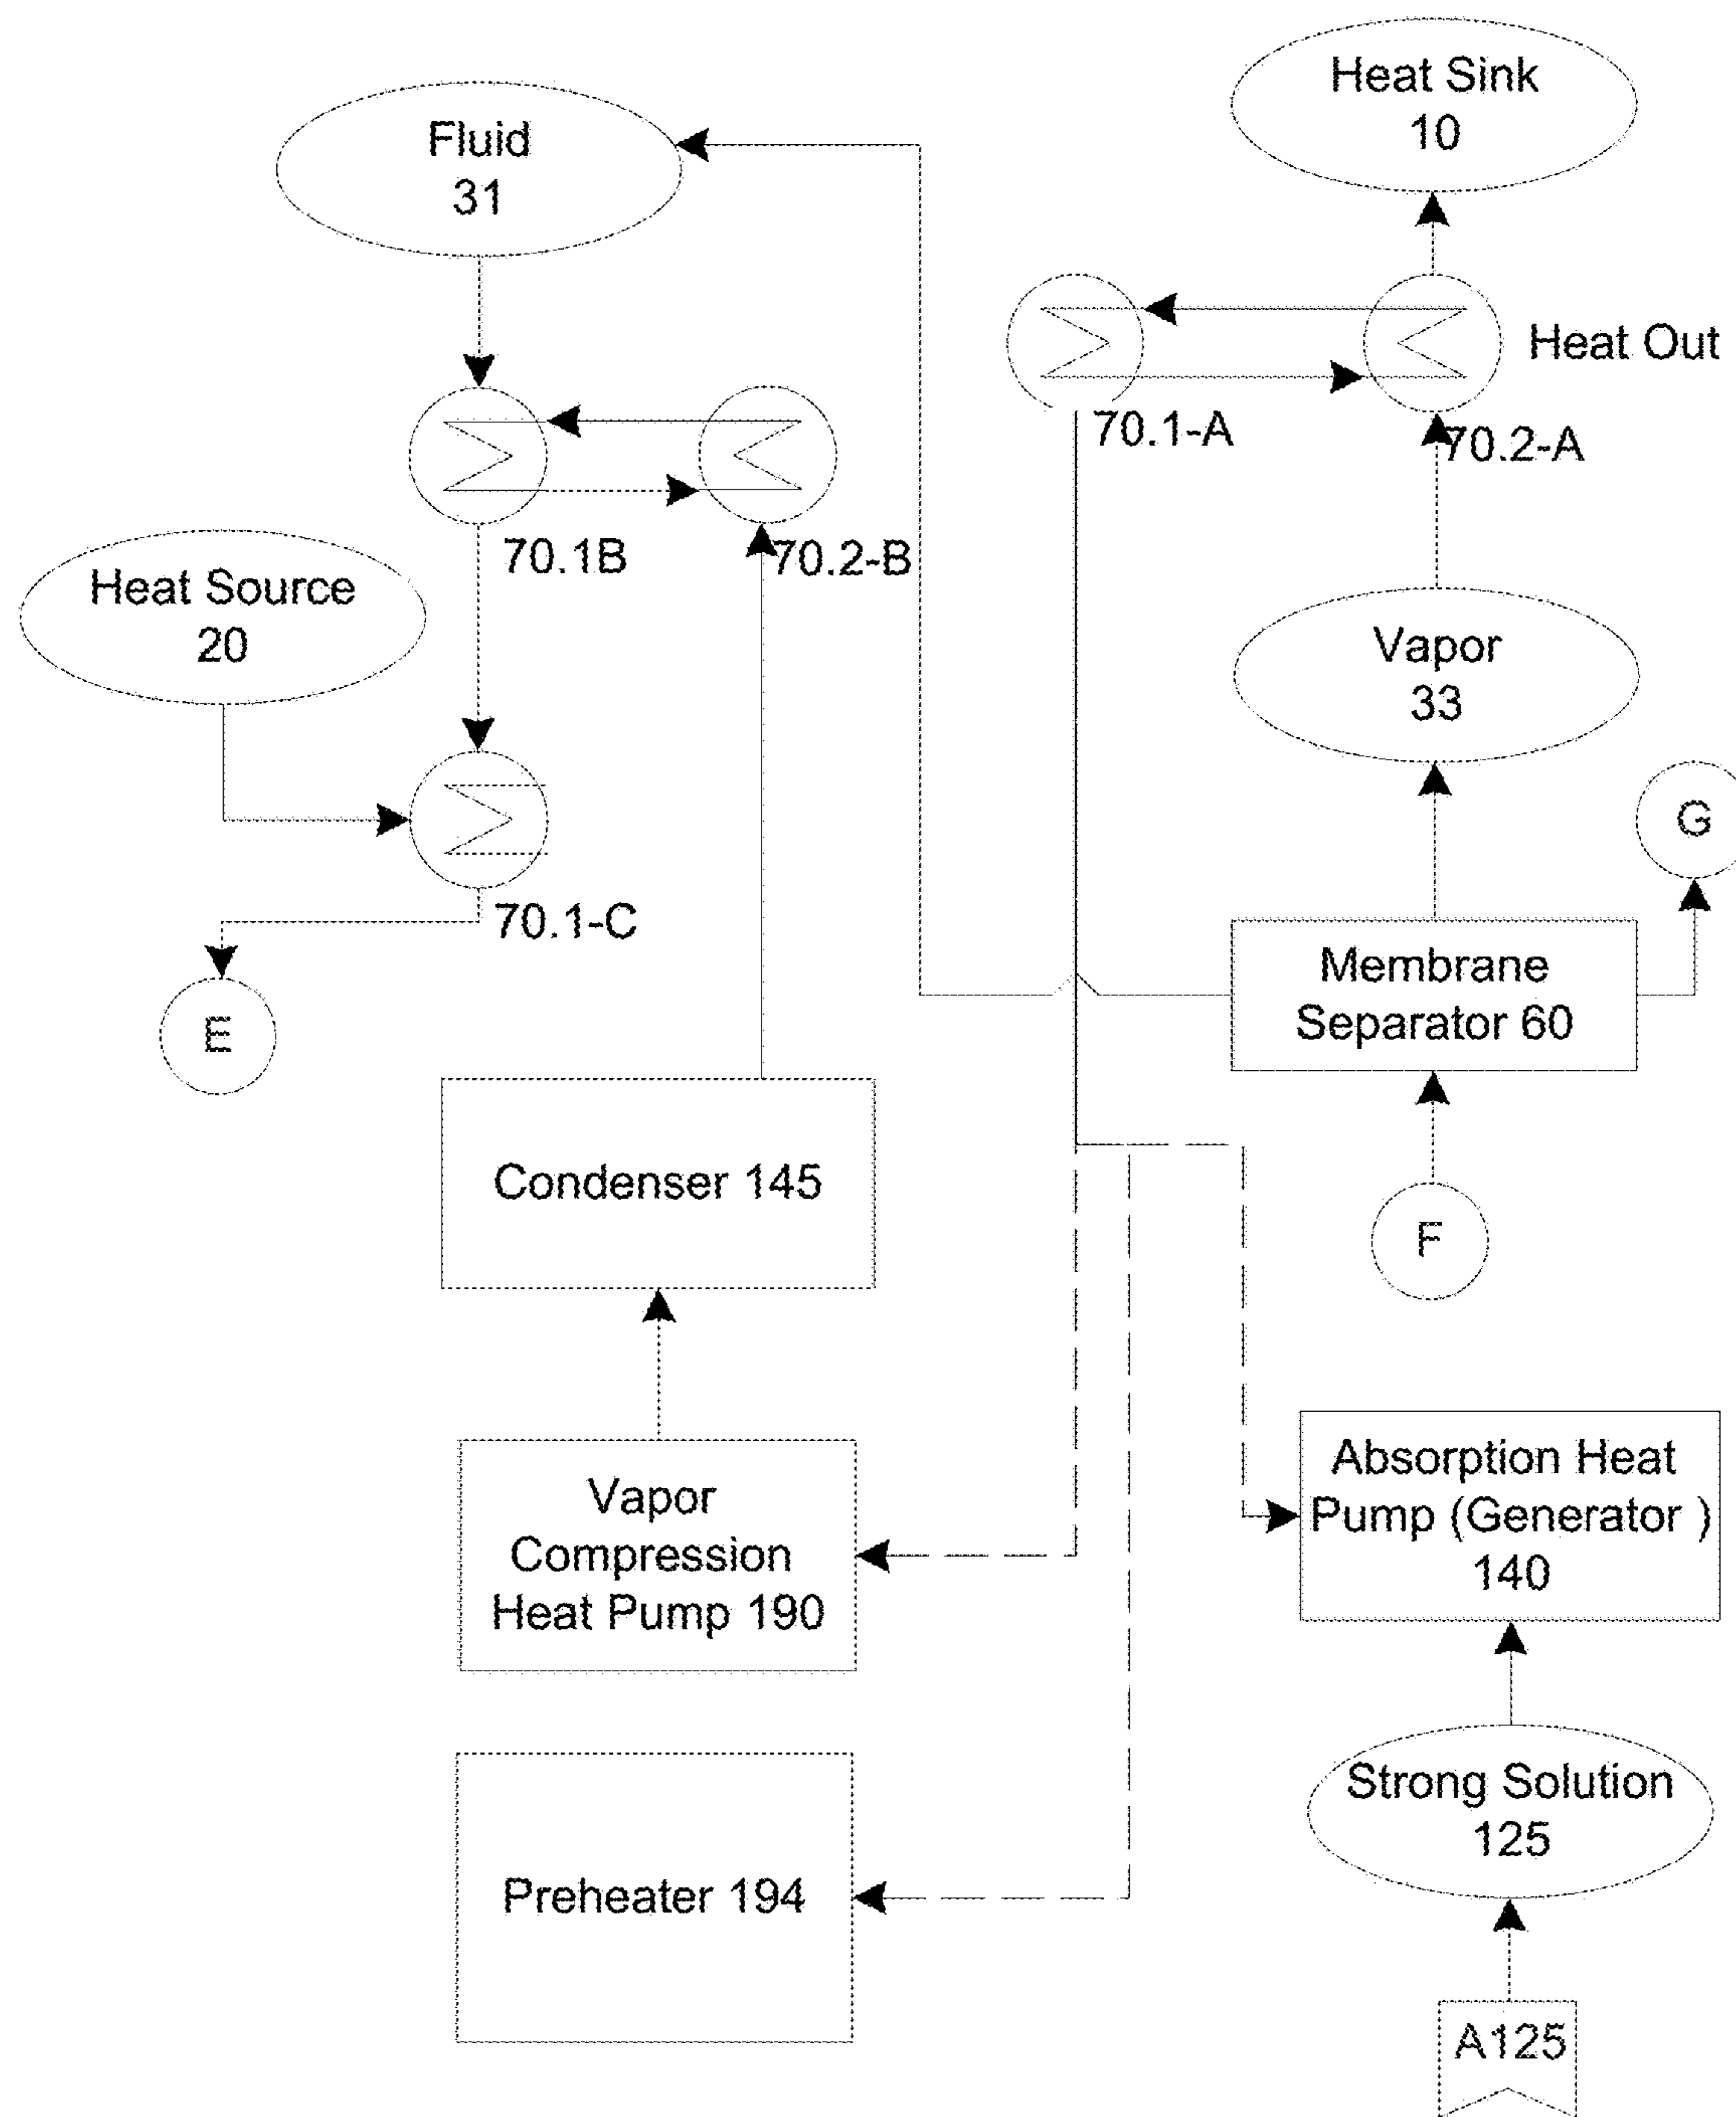 Heat Sink
10
Fluid
31
Heat Out
70.1-A
70.2-A
70.1B
70.2-B
Heat Source
20
Vapor
33
G
70.1-C
Membrane
Separator 60
E
Condenser 145
F
Absorption Heat
Pump (Generator )
140
Vapor
Compression
Heat Pump 190
Strong Solution
125
Preheater 194
A125